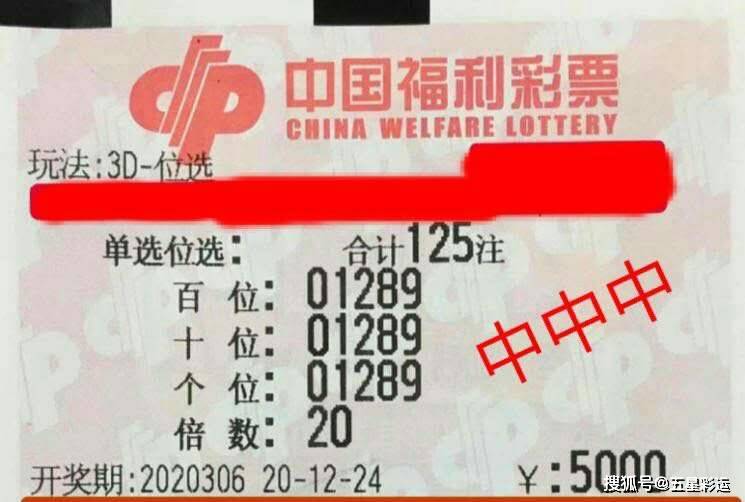 中国福利彩票
CHINA WELFARE LOTTERY
玩法:3D-位选
单选位选: 合计125注
百 位: 01289
十 位: 01289
个 位: 01289
中中中
倍 数: 20
开奖期:2020306 20-12-24 ¥:5000
搜狐号@五星彩运